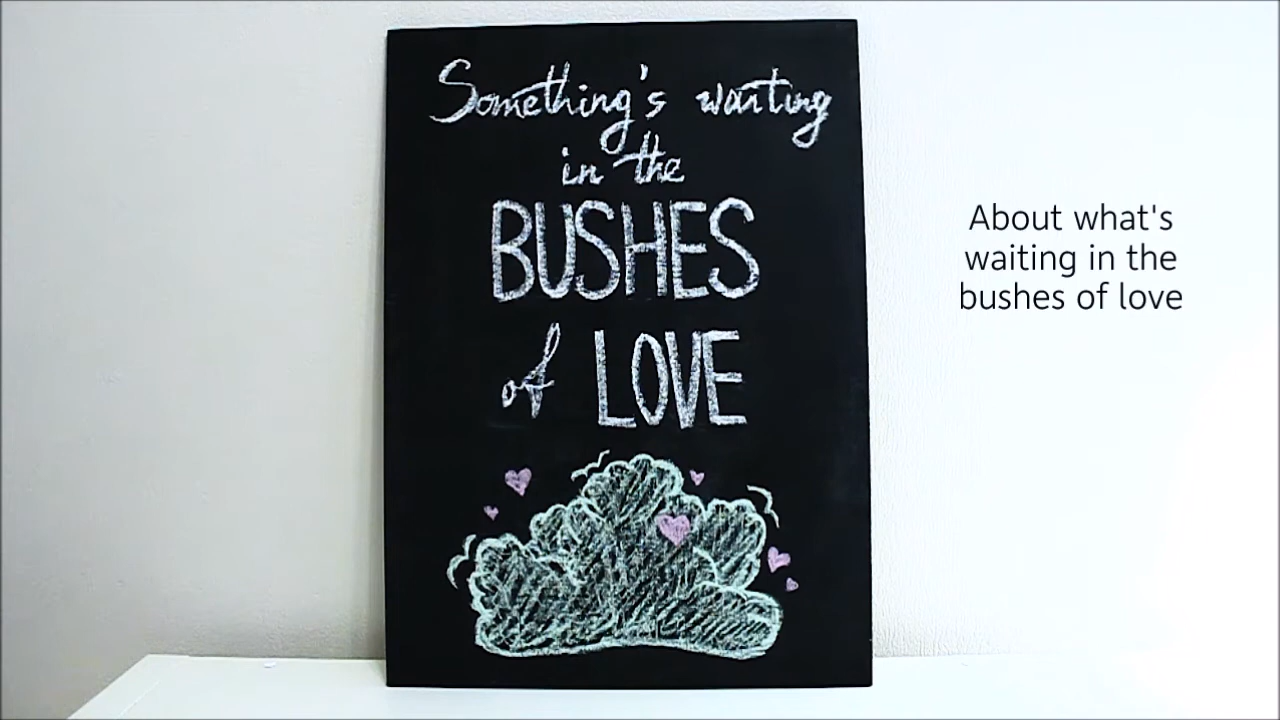 Something's waiting
in the
BUSHES
of LOVE
About what's
waiting in the
bushes of love